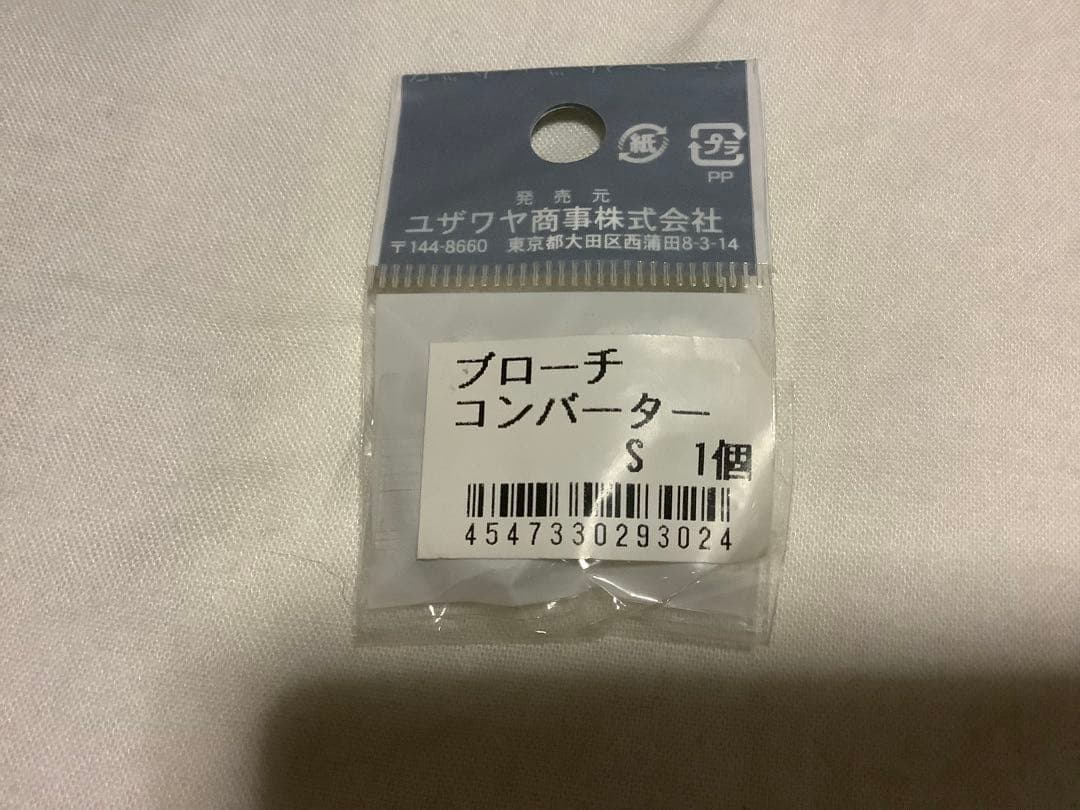 紙
プラ
PP
発売元
ユザワヤ商事株式会社
〒144-8660 東京都大田区西蒲田8-3-14
ブローチ
コンバーター
S 1個
4547330293024